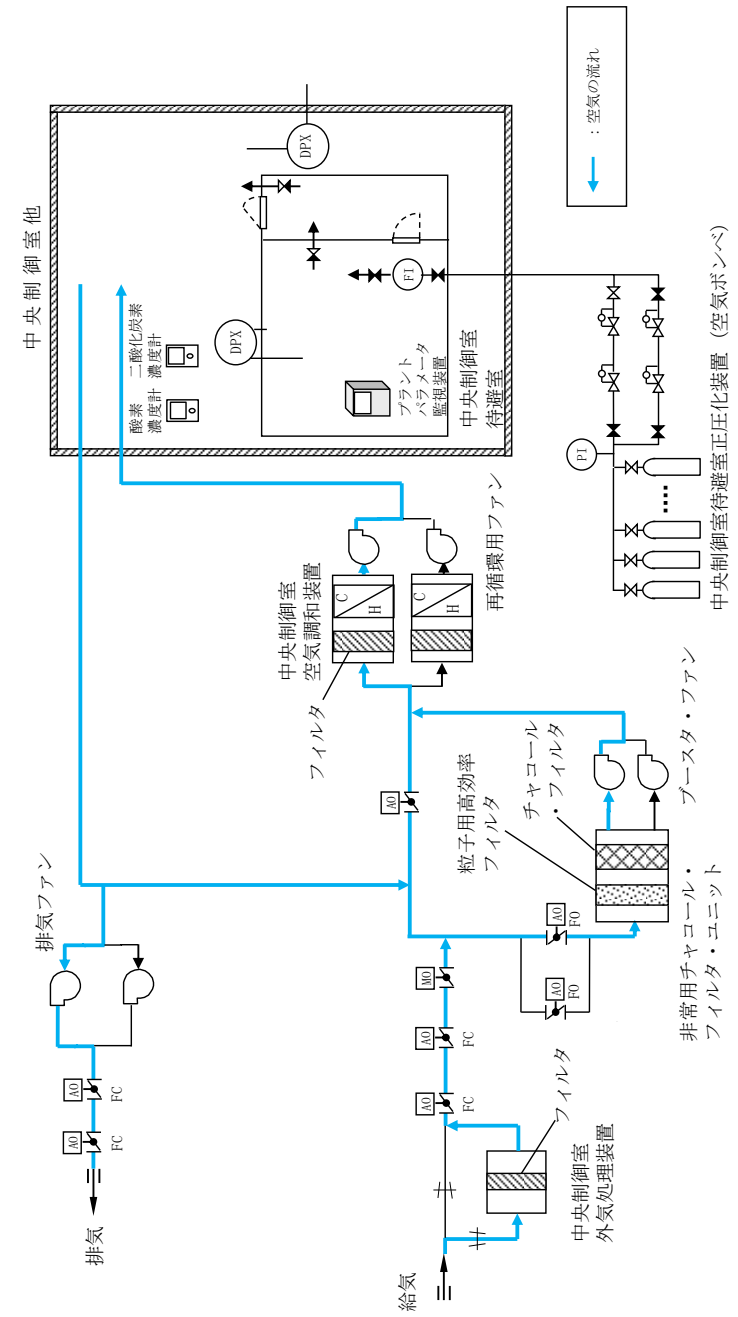 中央制御室他
酸素
濃度計
二酸化炭素
濃度計
DPX
DPX
FI
プラント
パラメータ
監視装置
中央制御室
待避室
：空気の流れ
PI
中央制御室待避室正圧化装置（空気ボンベ）
中央制御室
空気調和装置
フィルタ
C
H
C
H
再循環用ファン
AO
排気ファン
AO
FC
AO
FC
排気
給気
AO
FC
AO
FC
MO
フィルタ
中央制御室
外気処理装置
AO
FO
AO
FO
粒子用高効率
フィルタ
チャコール
・フィルタ
ブースタ・ファン
非常用チャコール・
フィルタ・ユニット